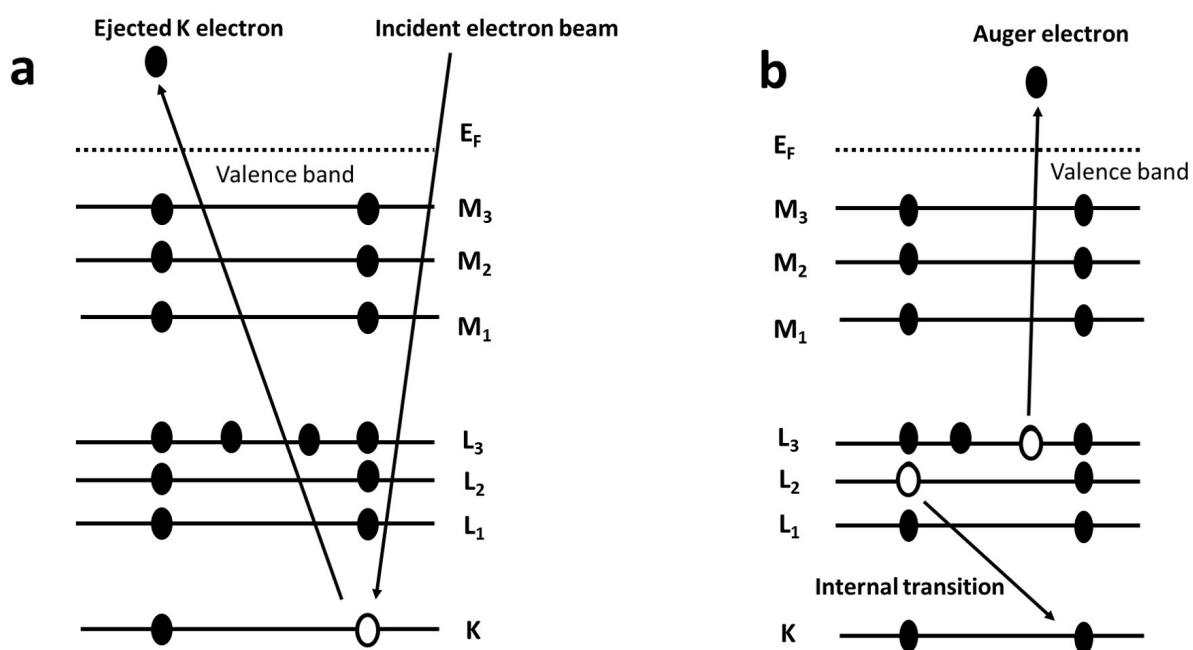 Ejected K electron
Incident electron beam
a
E_F
Valence band
M_3
M_2
M_1
L_3
L_2
L_1
K
Auger electron
b
E_F
Valence band
M_3
M_2
M_1
L_3
L_2
L_1
Internal transition
K